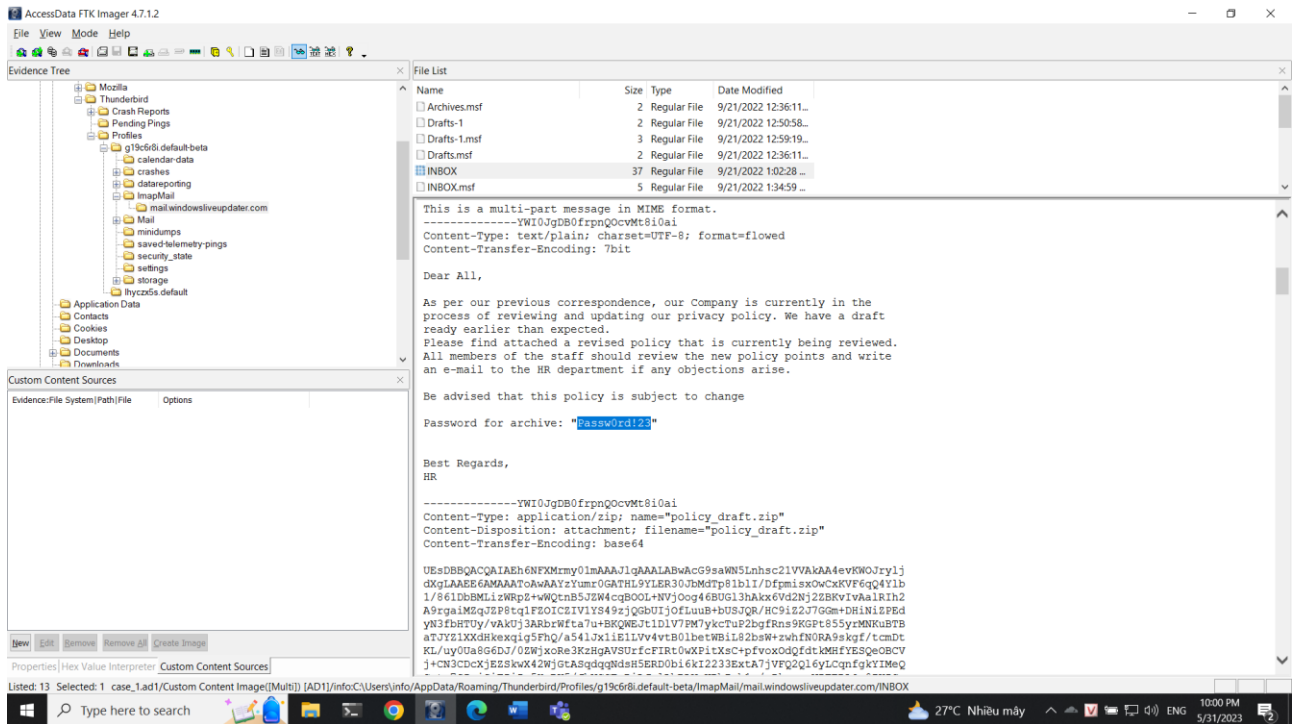 AccessData FTK Imager 4.7.1.2
File View Mode Help
Evidence Tree
Mozilla
Thunderbird
Crash Reports
Pending Pings
Profiles
g19c6r8i.default-beta
calendar-data
crashes
datareporting
ImapMail
mail.windowsliveupdater.com
Mail
minidumps
saved-telemetry-pings
security_state
settings
storage
lhyczx5s.default
Application Data
Contacts
Cookies
Desktop
Documents
Downloads
Custom Content Sources
Evidence:File System|Path|File Options
New Edit Remove Remove All Create Image
Properties Hex Value Interpreter Custom Content Sources
File List
Name Size Type Date Modified
Archives.msf 2 Regular File 9/21/2022 12:36:11...
Drafts-1 2 Regular File 9/21/2022 12:50:58...
Drafts-1.msf 3 Regular File 9/21/2022 12:59:19...
Drafts.msf 2 Regular File 9/21/2022 12:36:11...
INBOX 37 Regular File 9/21/2022 1:02:28 ...
INBOX.msf 5 Regular File 9/21/2022 1:34:59 ...
This is a multi-part message in MIME format.
--------------YWI0JgDB0frpnQOcvMt8i0ai
Content-Type: text/plain; charset=UTF-8; format=flowed
Content-Transfer-Encoding: 7bit
Dear All,
As per our previous correspondence, our Company is currently in the
process of reviewing and updating our privacy policy. We have a draft
ready earlier than expected.
Please find attached a revised policy that is currently being reviewed.
All members of the staff should review the new policy points and write
an e-mail to the HR department if any objections arise.
Be advised that this policy is subject to change
Password for archive: "Passw0rd!23"
Best Regards,
HR
--------------YWI0JgDB0frpnQOcvMt8i0ai
Content-Type: application/zip; name="policy_draft.zip"
Content-Disposition: attachment; filename="policy_draft.zip"
Content-Transfer-Encoding: base64
Listed: 13 Selected: 1 case_1.ad1/Custom Content Image([Multi]) [AD1]/info:C:\Users\info/AppData/Roaming/Thunderbird/Profiles/g19c6r8i.default-beta/ImapMail/mail.windowsliveupdater.com/INBOX
Type here to search
27°C Nhiều mây
ENG
10:00 PM
5/31/2023